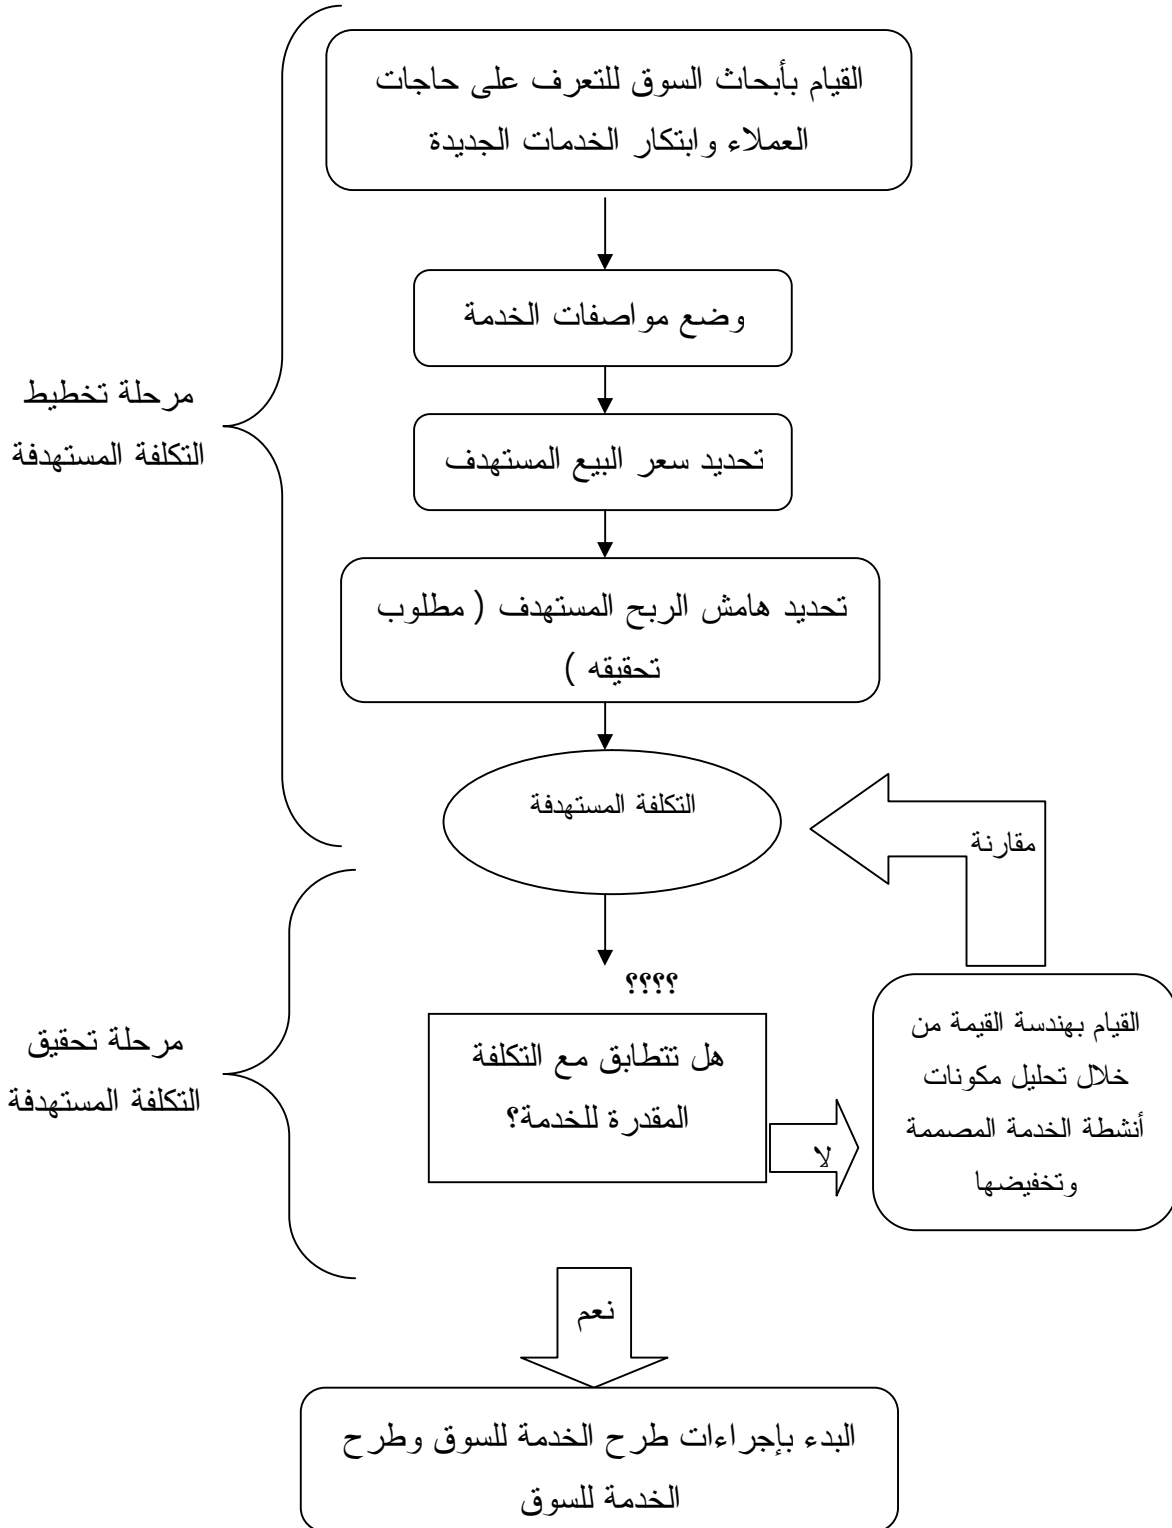 القيام بأبحاث السوق للتعرف على حاجات
العملاء وابتكار الخدمات الجديدة
وضع مواصفات الخدمة
مرحلة تخطيط
التكلفة المستهدفة
تحديد سعر البيع المستهدف
تحديد هامش الربح المستهدف ( مطلوب
تحقيقه )
التكلفة المستهدفة
مقارنة
؟؟؟؟
هل تتطابق مع التكلفة
المقدرة للخدمة؟
لا
القيام بهندسة القيمة من
خلال تحليل مكونات
أنشطة الخدمة المصممة
وتخفيضها
مرحلة تحقيق
التكلفة المستهدفة
نعم
البدء بإجراءات طرح الخدمة للسوق وطرح
الخدمة للسوق